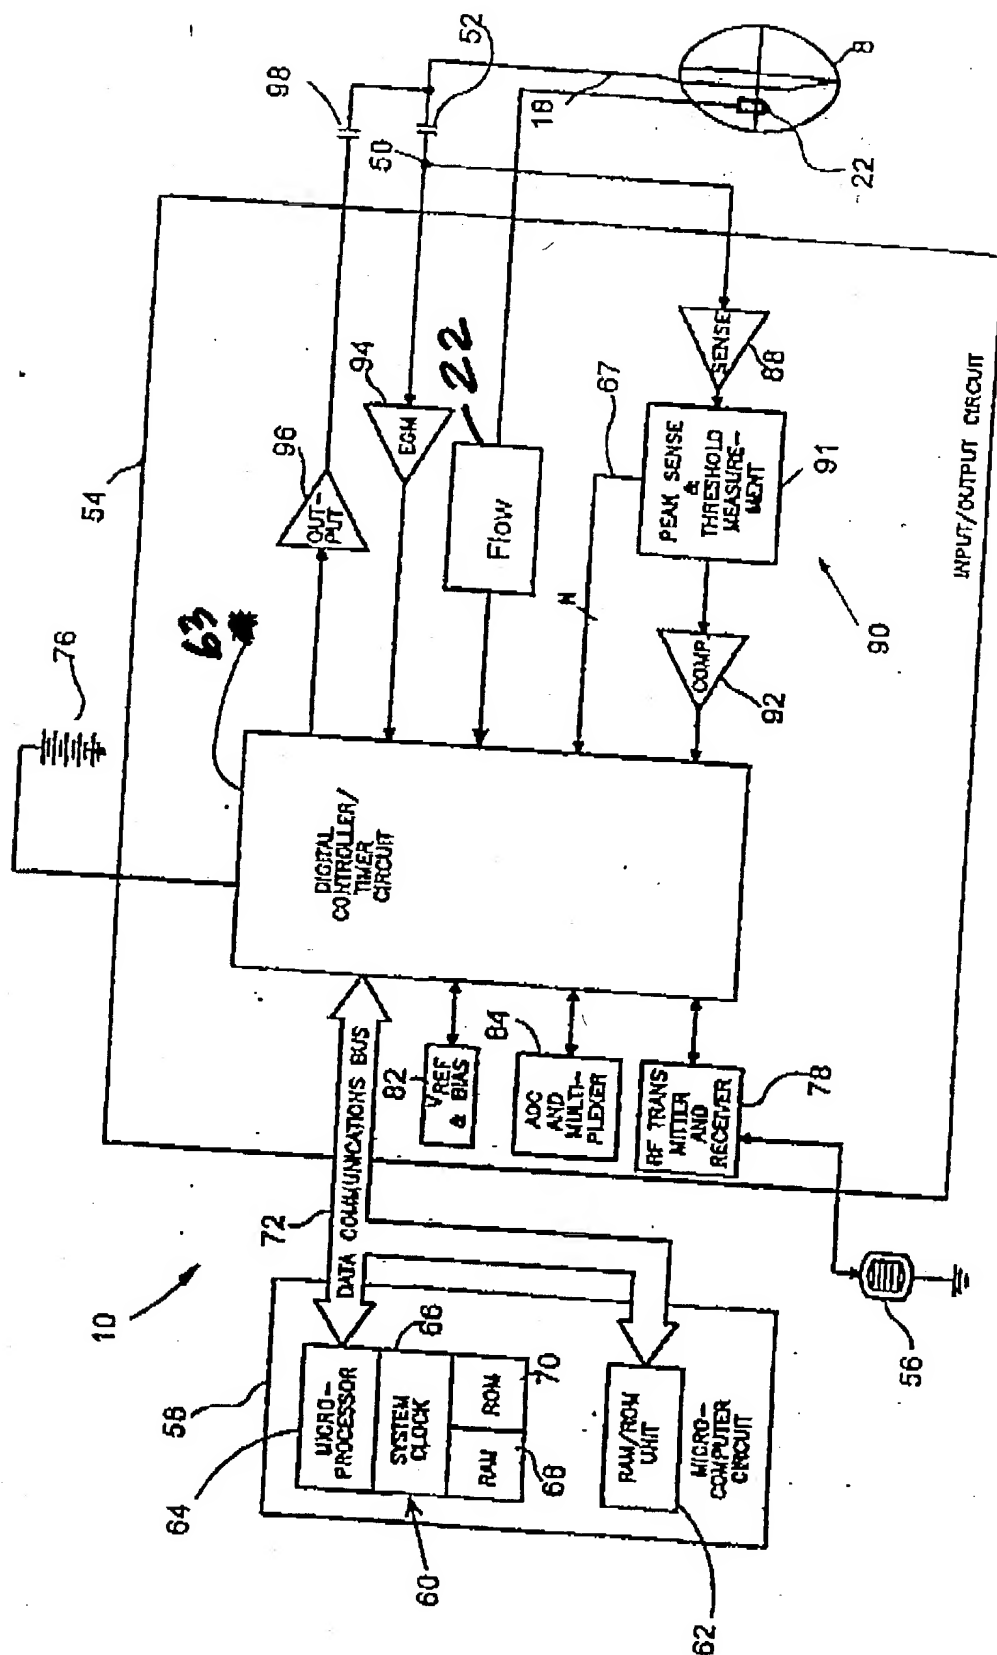 10
58
64
MICRO-
PROCESSOR
66
SYSTEM
CLOCK
RAM
ROM
68
70
60
RAM/ROM
UNIT
62
MICRO-
COMPUTER
CIRCUIT
72
DATA COMMUNICATIONS BUS
56
76
54
63
DIGITAL
CONTROLLER/
TIMER
CIRCUIT
82
VREF
& BIAS
84
ADC
AND
MULTI-
PLEXER
RF TRANS
MITTER
AND
RECEIVER
78
OUT-
PUT
96
98
EGM
94
50
52
Flow
22
18
8
22
N
67
PEAK SENSE
&
THRESHOLD
MEASURE-
MENT
91
SENSE
88
COMP
92
90
INPUT/OUTPUT CIRCUIT